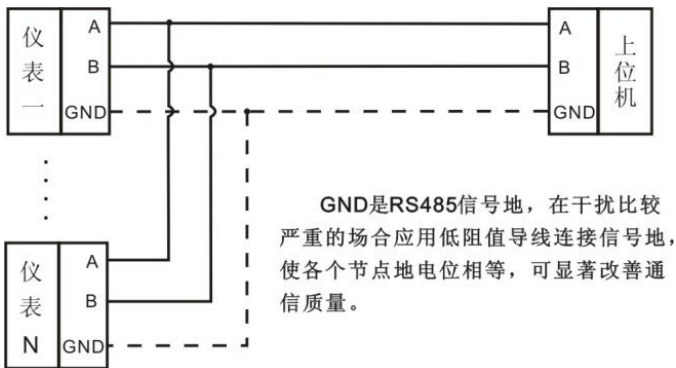 仪表一
A
B
GND
A
B
GND
上位机
仪表N
A
B
GND
GND是RS485信号地，在干扰比较
严重的场合应用低阻值导线连接信号地，
使各个节点地电位相等，可显著改善通
信质量。